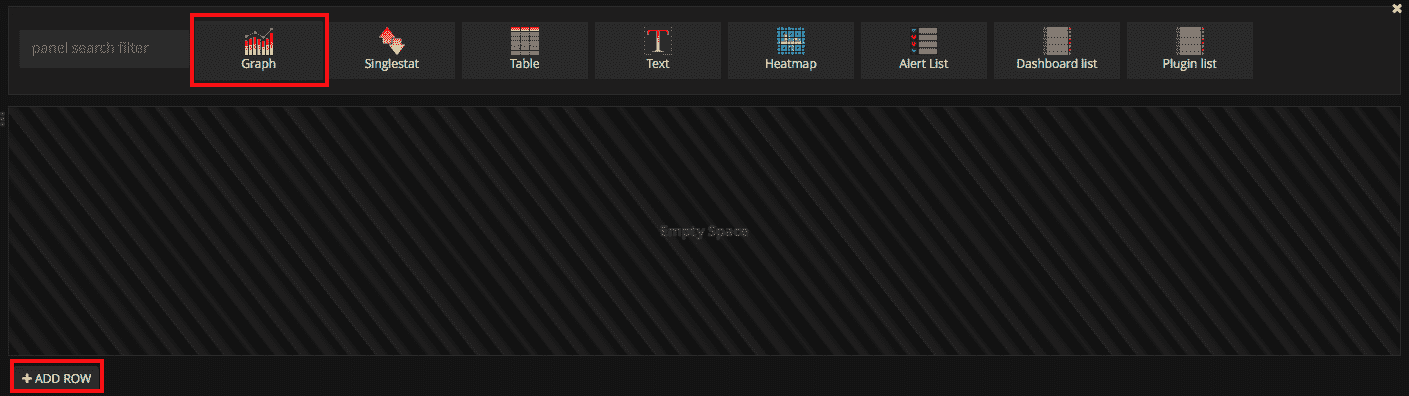 panel search filter
Graph
Singlestat
Table
Text
Heatmap
Alert List
Dashboard list
Plugin list
Empty Space
ADD ROW